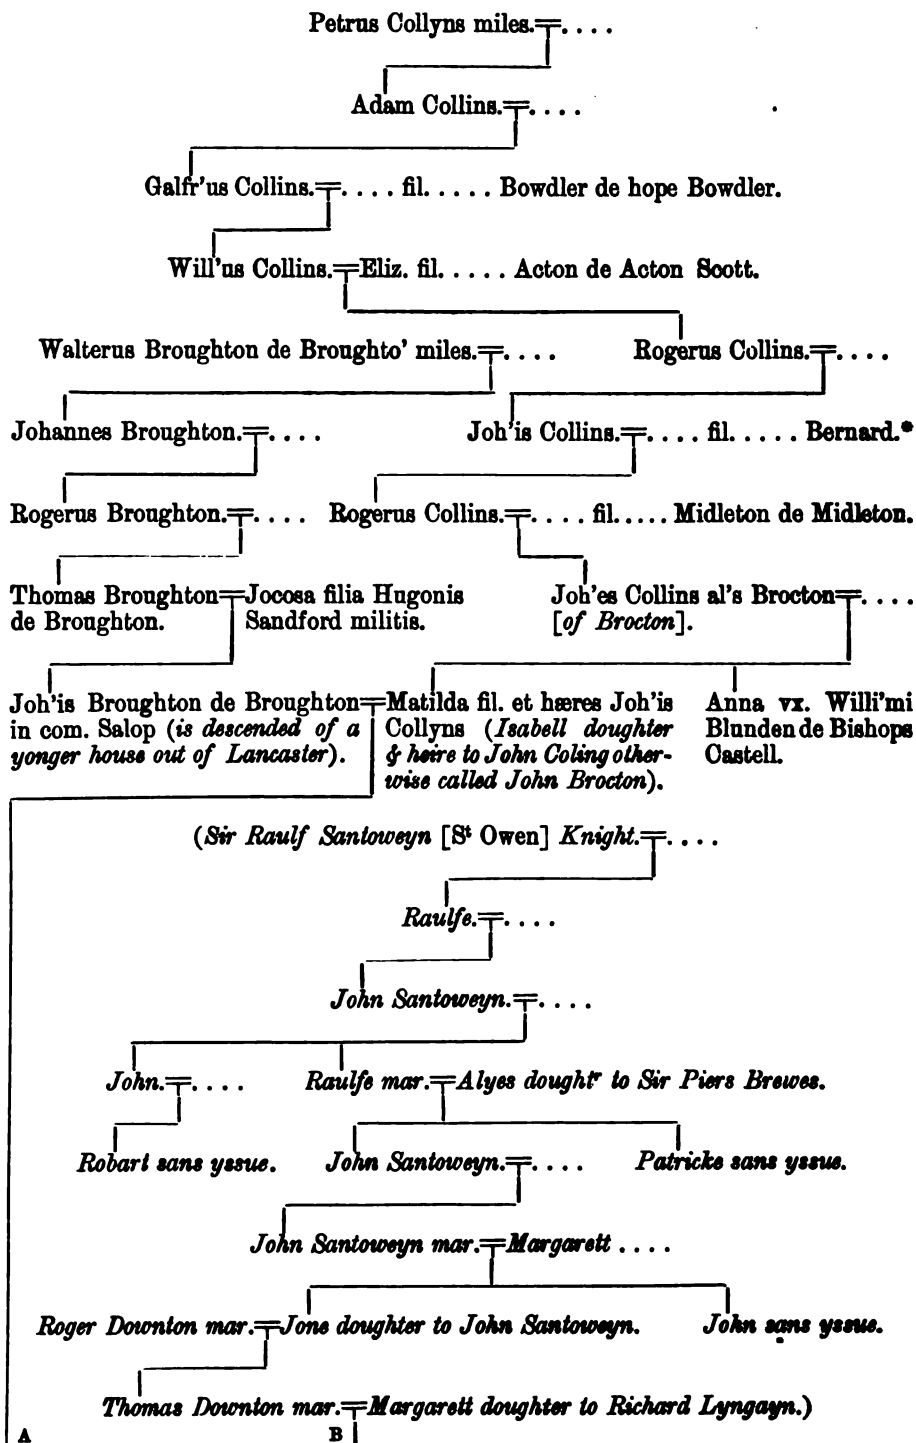 Petrus Collyns miles.=. . . .
Adam Collins.=. . . .
Galfr'us Collins.=. . . . fil. . . . . Bowdler de hope Bowdler.
Will'us Collins.=Eliz. fil. . . . . Acton de Acton Scott.
Walterus Broughton de Broughto' miles.=. . . . Rogerus Collins.=. . . .
Johannes Broughton.=. . . . Joh'is Collins.=. . . . fil. . . . . Bernard.*
Rogerus Broughton.=. . . . Rogerus Collins.=. . . . fil. . . . . Midleton de Midleton.
Thomas Broughton=Jocosa filia Hugonis Joh'es Collins al's Brocton=. . . .
de Broughton. Sandford militis. [of Brocton].
Joh'is Broughton de Broughton=Matilda fil. et hæres Joh'is Anna vx. Willi'mi
in com. Salop (is descended of a Collyns (Isabell doughter Blunden de Bishops
yonger house out of Lancaster). & heire to John Coling other- Castell.
wise called John Brocton).
(Sir Raulf Santoweyn [St Owen] Knight.=. . . .
Raulfe.=. . . .
John Santoweyn.=. . . .
John.=. . . . Raulfe mar.=Alyes dought^r to Sir Piers Brewes.
Robart sans yssue. John Santoweyn.=. . . . Patricke sans yssue.
John Santoweyn mar.=Margarett . . . .
Roger Downton mar.=Jone doughter to John Santoweyn. John sans yssue.
Thomas Downton mar.=Margarett doughter to Richard Lyngayn.)
A B